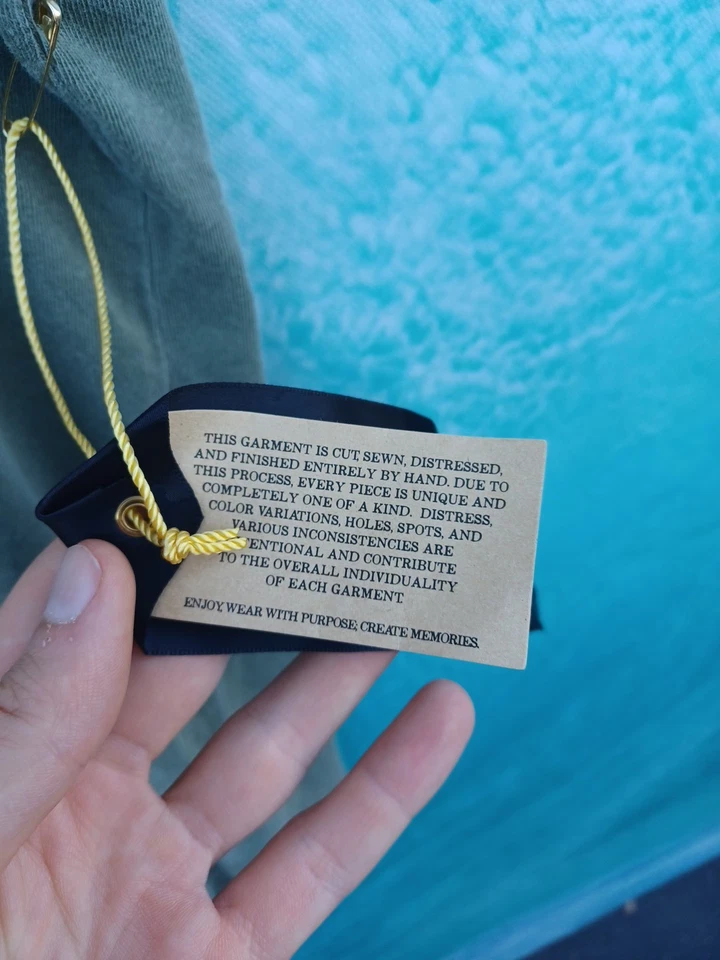 THIS GARMENT IS CUT, SEWN, DISTRESSED,
AND FINISHED ENTIRELY BY HAND. DUE TO
THIS PROCESS, EVERY PIECE IS UNIQUE AND
COMPLETELY ONE OF A KIND. DISTRESS,
COLOR VARIATIONS, HOLES, SPOTS, AND
VARIOUS INCONSISTENCIES ARE
ENTIONAL AND CONTRIBUTE
TO THE OVERALL INDIVIDUALITY
OF EACH GARMENT.
ENJOY, WEAR WITH PURPOSE; CREATE MEMORIES.